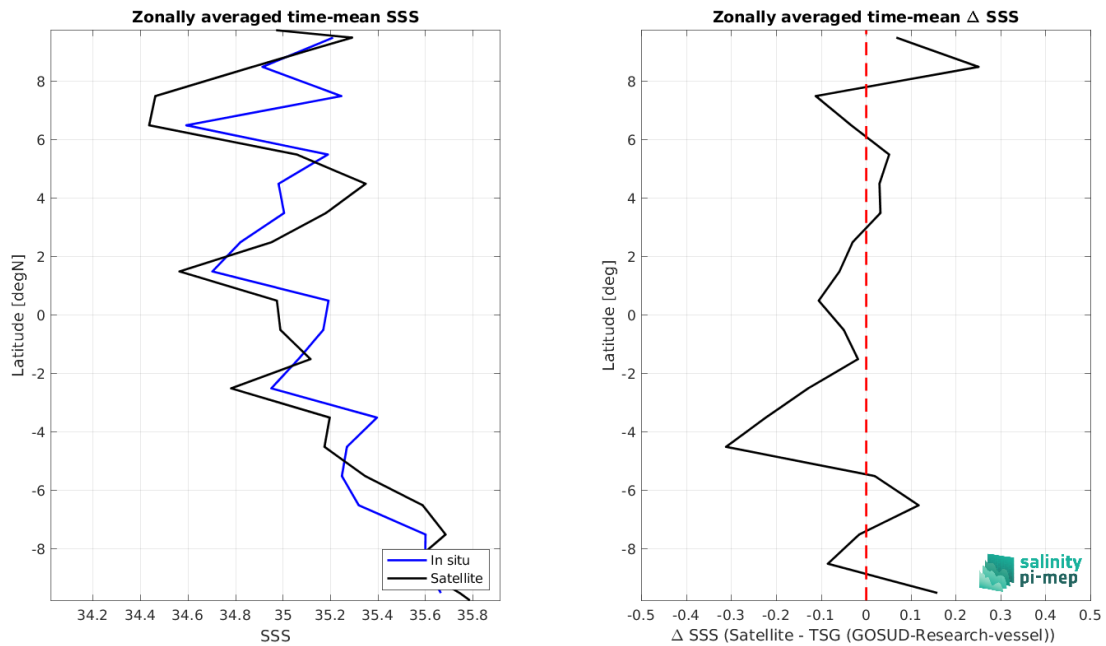 Zonally averaged time-mean SSS
8
6
4
2
0
-2
-4
-6
-8
Latitude [degN]
34.2 34.4 34.6 34.8 35 35.2 35.4 35.6 35.8
SSS
In situ
Satellite
Zonally averaged time-mean Δ SSS
8
6
4
2
0
-2
-4
-6
-8
Latitude [deg]
-0.5 -0.4 -0.3 -0.2 -0.1 0 0.1 0.2 0.3 0.4 0.5
Δ SSS (Satellite - TSG (GOSUD-Research-vessel))
salinity
pi-mep